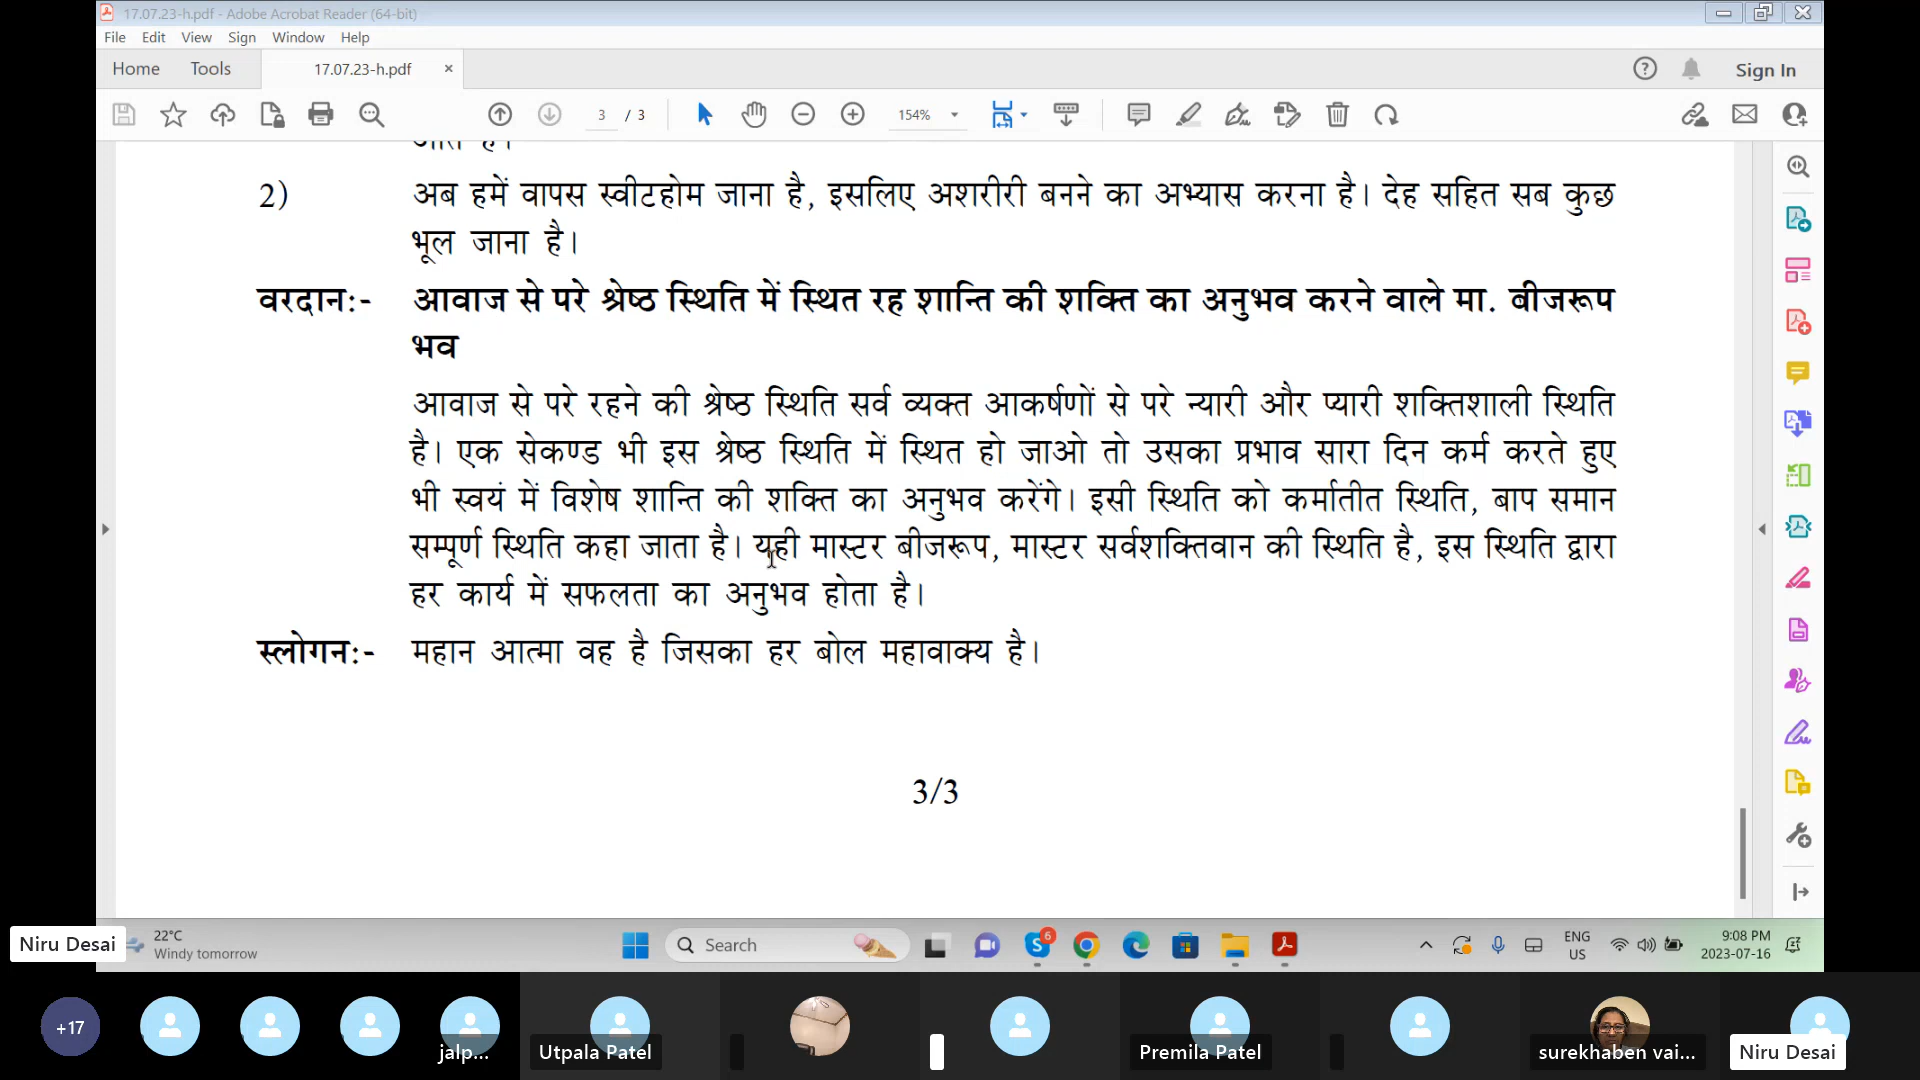 17.07.23-h.pdf - Adobe Acrobat Reader (64-bit)
File Edit View Sign Window Help
Home Tools 17.07.23-h.pdf × Sign In
3 / 3 154%
2) अब हमें वापस स्वीटहोम जाना है, इसलिए अशरीरी बनने का अभ्यास करना है। देह सहित सब कुछ
भूल जाना है।
वरदान:- आवाज से परे श्रेष्ठ स्थिति में स्थित रह शान्ति की शक्ति का अनुभव करने वाले मा. बीजरूप
भव
आवाज से परे रहने की श्रेष्ठ स्थिति सर्व व्यक्त आकर्षणों से परे न्यारी और प्यारी शक्तिशाली स्थिति
है। एक सेकण्ड भी इस श्रेष्ठ स्थिति में स्थित हो जाओ तो उसका प्रभाव सारा दिन कर्म करते हुए
भी स्वयं में विशेष शान्ति की शक्ति का अनुभव करेंगे। इसी स्थिति को कर्मातीत स्थिति, बाप समान
सम्पूर्ण स्थिति कहा जाता है। यही मास्टर बीजरूप, मास्टर सर्वशक्तिवान की स्थिति है, इस स्थिति द्वारा
हर कार्य में सफलता का अनुभव होता है।
स्लोगन:- महान आत्मा वह है जिसका हर बोल महावाक्य है।
3/3
Niru Desai
22°C
Windy tomorrow
Search
6
ENG
US
9:08 PM
2023-07-16
+17
jalp...
Utpala Patel
Premila Patel
surekhaben vai...
Niru Desai